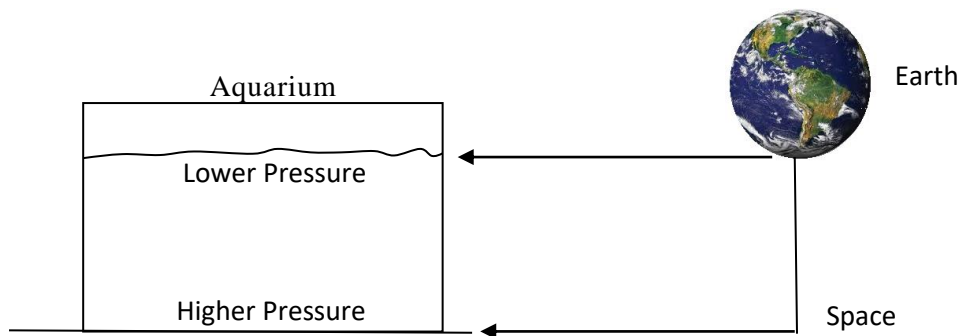 Earth
Aquarium
Lower Pressure
Higher Pressure
Space